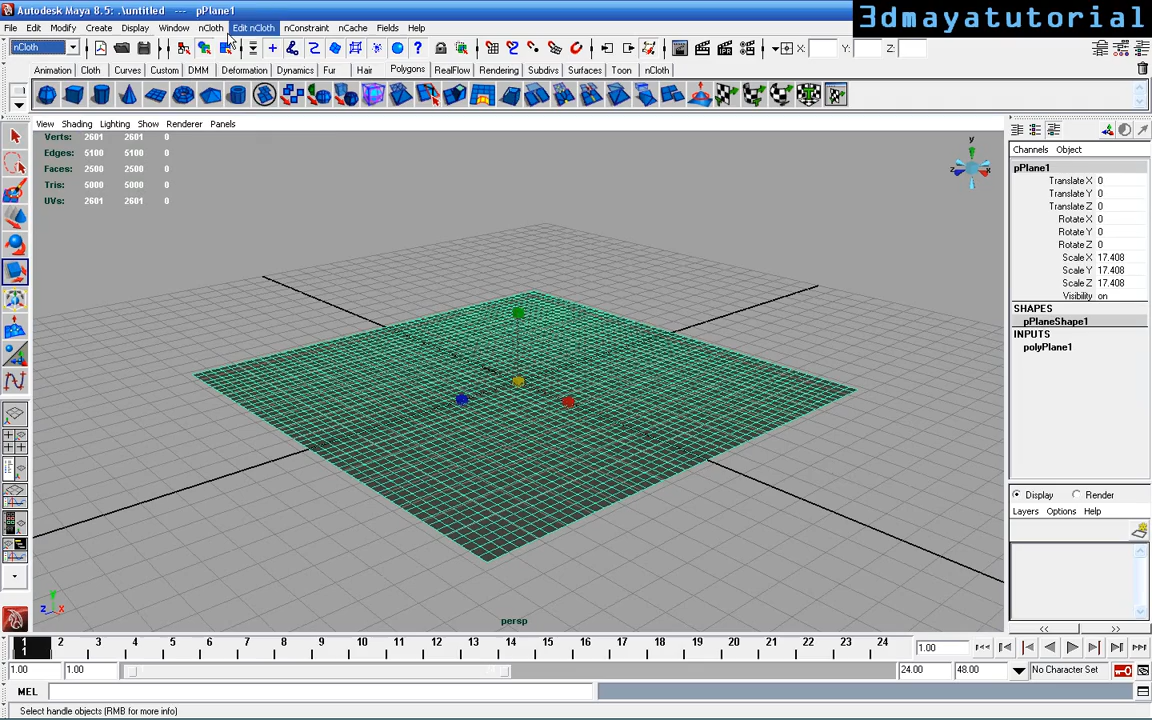 Autodesk Maya 8.5: .\untitled --- pPlane1
3dmayatutorial
File Edit Modify Create Display Window nCloth Edit nCloth nConstraint nCache Fields Help
nCloth X: Y: Z:
Animation Cloth Curves Custom DMM Deformation Dynamics Fur Hair Polygons RealFlow Rendering Subdivs Surfaces Toon nCloth
View Shading Lighting Show Renderer Panels
Verts: 2601 2601 0
Edges: 5100 5100 0
Faces: 2500 2500 0
Tris: 5000 5000 0
UVs: 2601 2601 0
y
z x
Channels Object
pPlane1
Translate X 0
Translate Y 0
Translate Z 0
Rotate X 0
Rotate Y 0
Rotate Z 0
Scale X 17.408
Scale Y 17.408
Scale Z 17.408
Visibility on
SHAPES
pPlaneShape1
INPUTS
polyPlane1
Display Render
Layers Options Help
Y
Z X
persp
1 2 3 4 5 6 7 8 9 10 11 12 13 14 15 16 17 18 19 20 21 22 23 24
1
1.00
1.00 1.00 24.00 48.00 No Character Set
MEL
Select handle objects (RMB for more info)